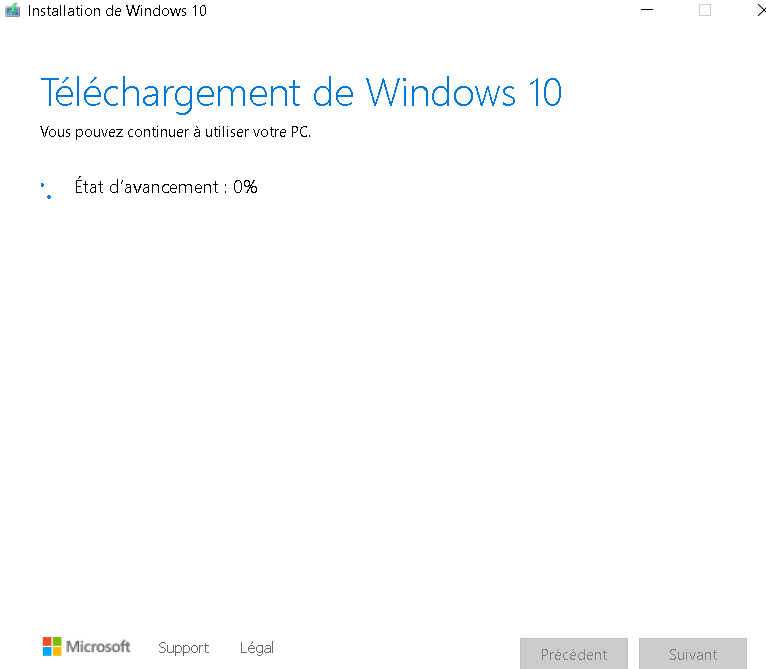 Installation de Windows 10
Téléchargement de Windows 10
Vous pouvez continuer à utiliser votre PC.
État d'avancement : 0%
Microsoft Support Légal Précédent Suivant